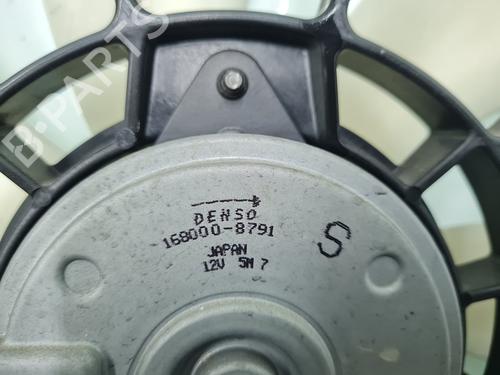 B-PARTS
DENSO
168000-8791
S
JAPAN
12V 5M 7